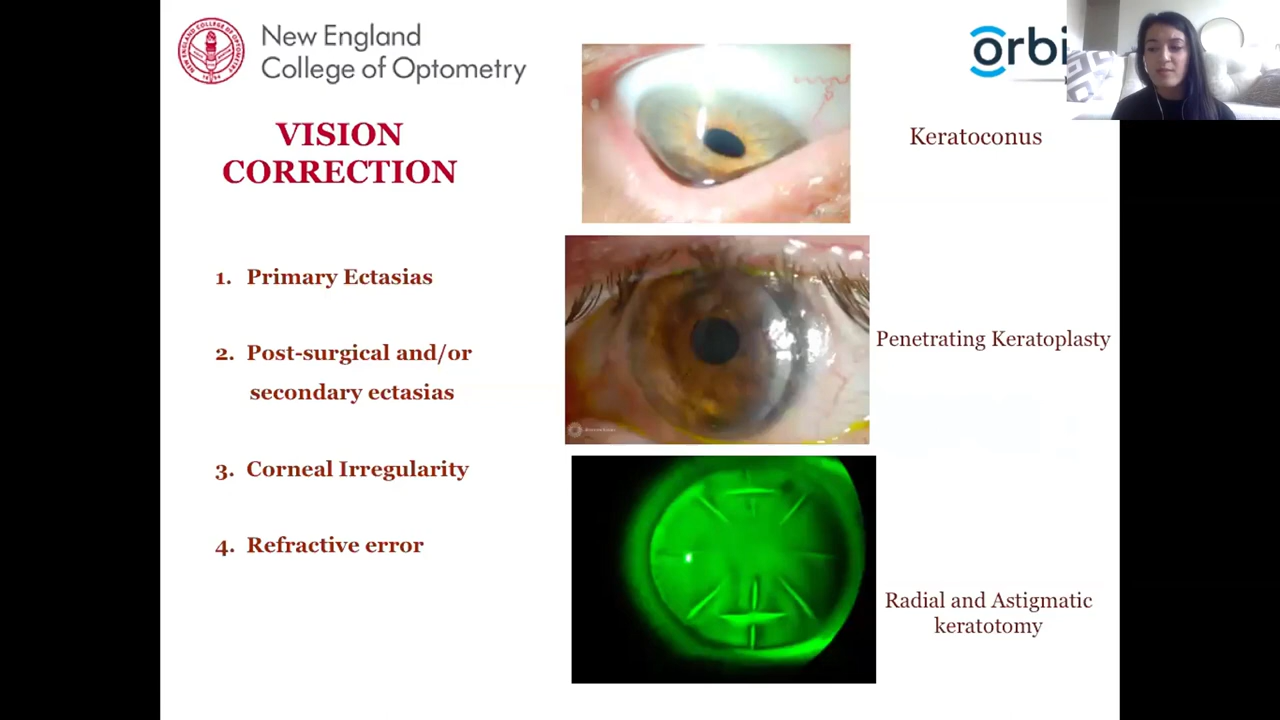 New England
College of Optometry
orbi
VISION
CORRECTION
Keratoconus
1. Primary Ectasias
Penetrating Keratoplasty
2. Post-surgical and/or
secondary ectasias
3. Corneal Irregularity
4. Refractive error
Radial and Astigmatic
keratotomy